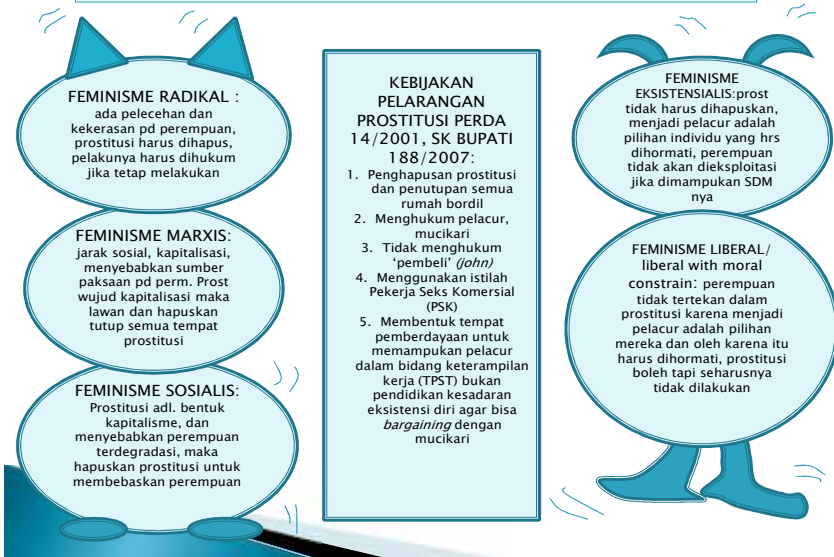 FEMINISME RADIKAL :
ada pelecehan dan
kekerasan pd perempuan,
prostitusi harus dihapus,
pelakunya harus dihukum
jika tetap melakukan
FEMINISME MARXIS:
jarak sosial, kapitalisasi,
menyebabkan sumber
paksaan pd perm. Prost
wujud kapitalisasi maka
lawan dan hapuskan
tutup semua tempat
prostitusi
FEMINISME SOSIALIS:
Prostitusi adl. bentuk
kapitalisme, dan
menyebabkan perempuan
terdegradasi, maka
hapuskan prostitusi untuk
membebaskan perempuan
KEBIJAKAN
PELARANGAN
PROSTITUSI PERDA
14/2001, SK BUPATI
188/2007:
1. Penghapusan prostitusi
dan penutupan semua
rumah bordil
2. Menghukum pelacur,
mucikari
3. Tidak menghukum
'pembeli' (john)
4. Menggunakan istilah
Pekerja Seks Komersial
(PSK)
5. Membentuk tempat
pemberdayaan untuk
memampukan pelacur
dalam bidang keterampilan
kerja (TPST) bukan
pendidikan kesadaran
eksistensi diri agar bisa
bargaining dengan
mucikari
FEMINISME
EKSISTENSIALIS:prost
tidak harus dihapuskan,
menjadi pelacur adalah
pilihan individu yang hrs
dihormati, perempuan
tidak akan dieksploitasi
jika dimampukan SDM
nya
FEMINISME LIBERAL/
liberal with moral
constrain: perempuan
tidak tertekan dalam
prostitusi karena menjadi
pelacur adalah pilihan
mereka dan oleh karena itu
harus dihormati, prostitusi
boleh tapi seharusnya
tidak dilakukan